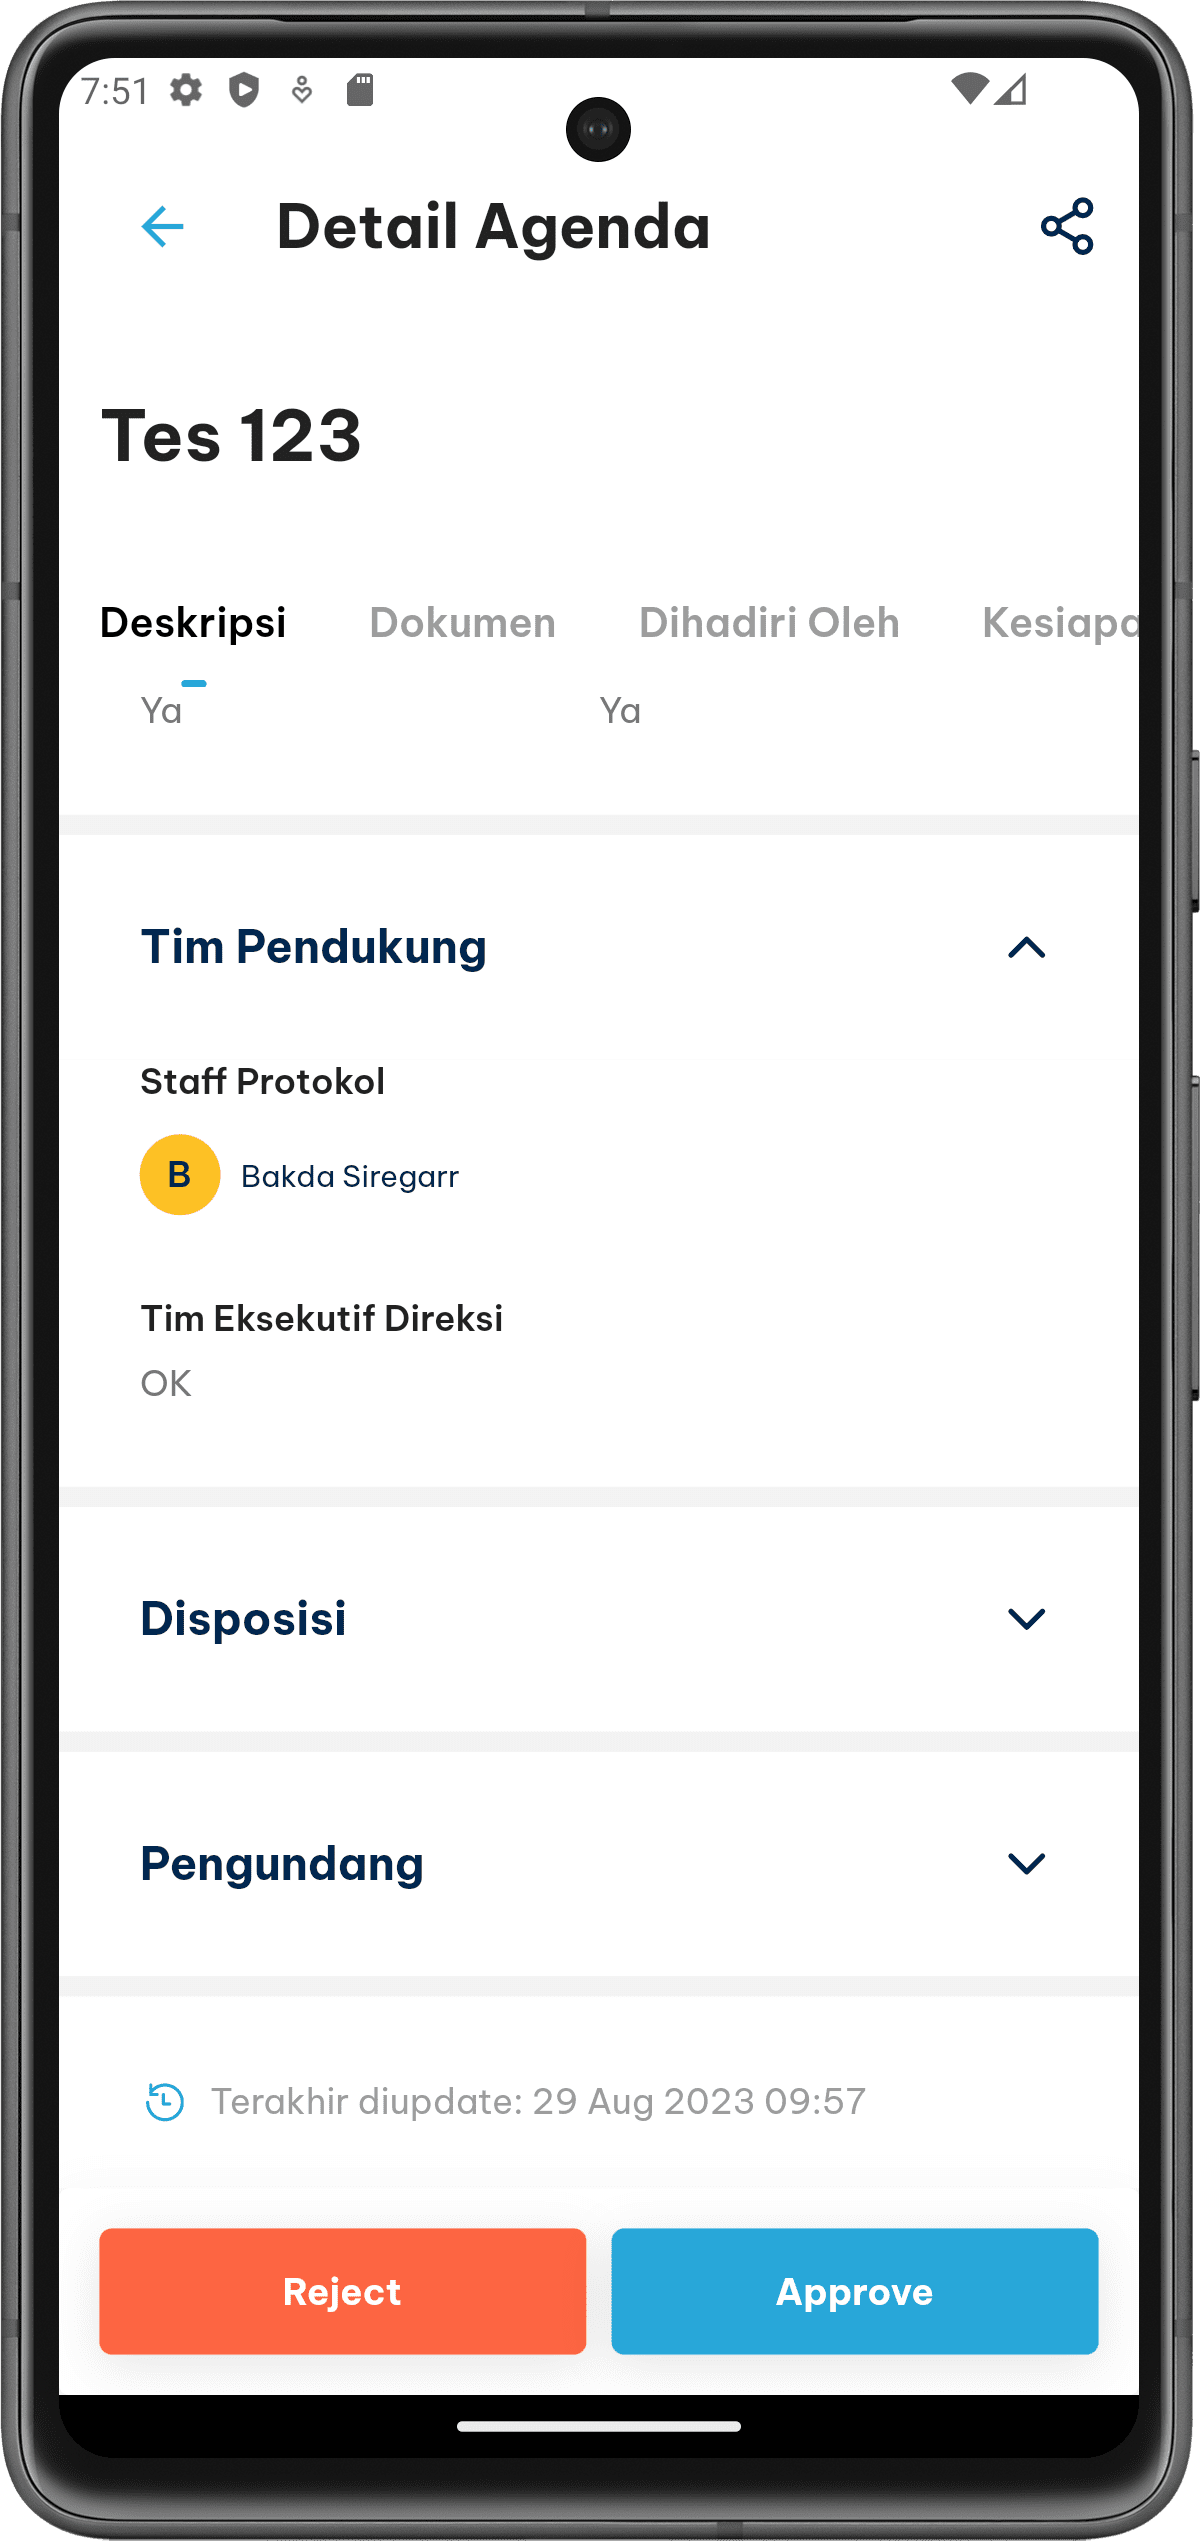 7:51
Detail Agenda
Tes 123
Deskripsi Dokumen Dihadiri Oleh Kesiapa
Ya Ya
Tim Pendukung
Staff Protokol
B Bakda Siregarr
Tim Eksekutif Direksi
OK
Disposisi
Pengundang
Terakhir diupdate: 29 Aug 2023 09:57
Reject Approve